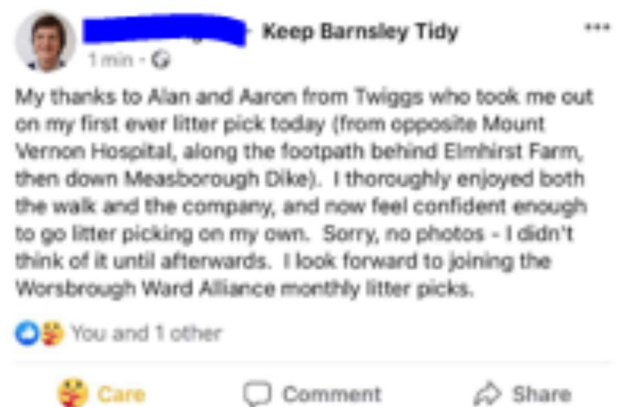 Keep Barnsley Tidy
1 min
My thanks to Alan and Aaron from Twiggs who took me out
on my first ever litter pick today (from opposite Mount
Vernon Hospital, along the footpath behind Elmhirst Farm,
then down Measborough Dike). I thoroughly enjoyed both
the walk and the company, and now feel confident enough
to go litter picking on my own. Sorry, no photos - I didn't
think of it until afterwards. I look forward to joining the
Worsbrough Ward Alliance monthly litter picks.
You and 1 other
Care Comment Share